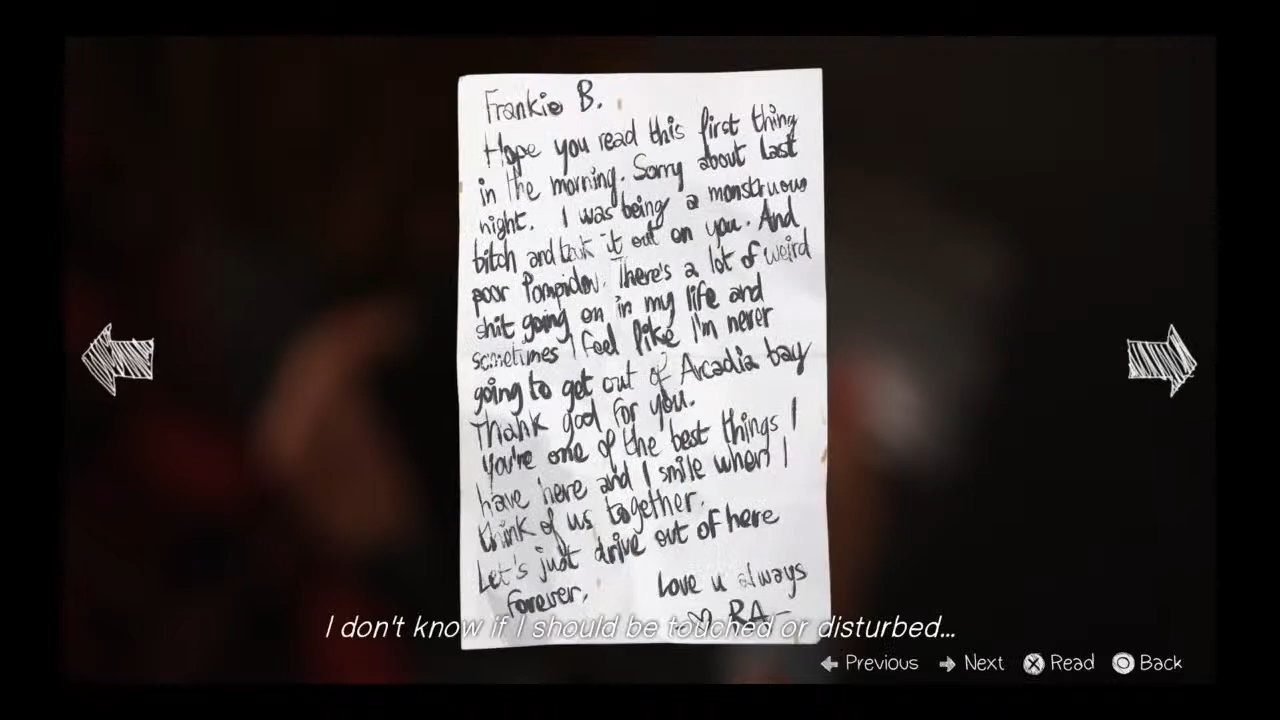 Frankie B.
Hope you read this first thing
in the morning. Sorry about last
night. I was being a monstruous
bitch and took it out on you. And
poor Pompidou. There's a lot of weird
shit going on in my life and
sometimes I feel like I'm never
going to get out of Arcadia bay
Thank god for you.
You're one of the best things I
have here and I smile when I
think of us together.
Let's just drive out of here
forever.
Love u always
♡ RA
I don't know if I should be touched or disturbed...
Previous Next Read Back